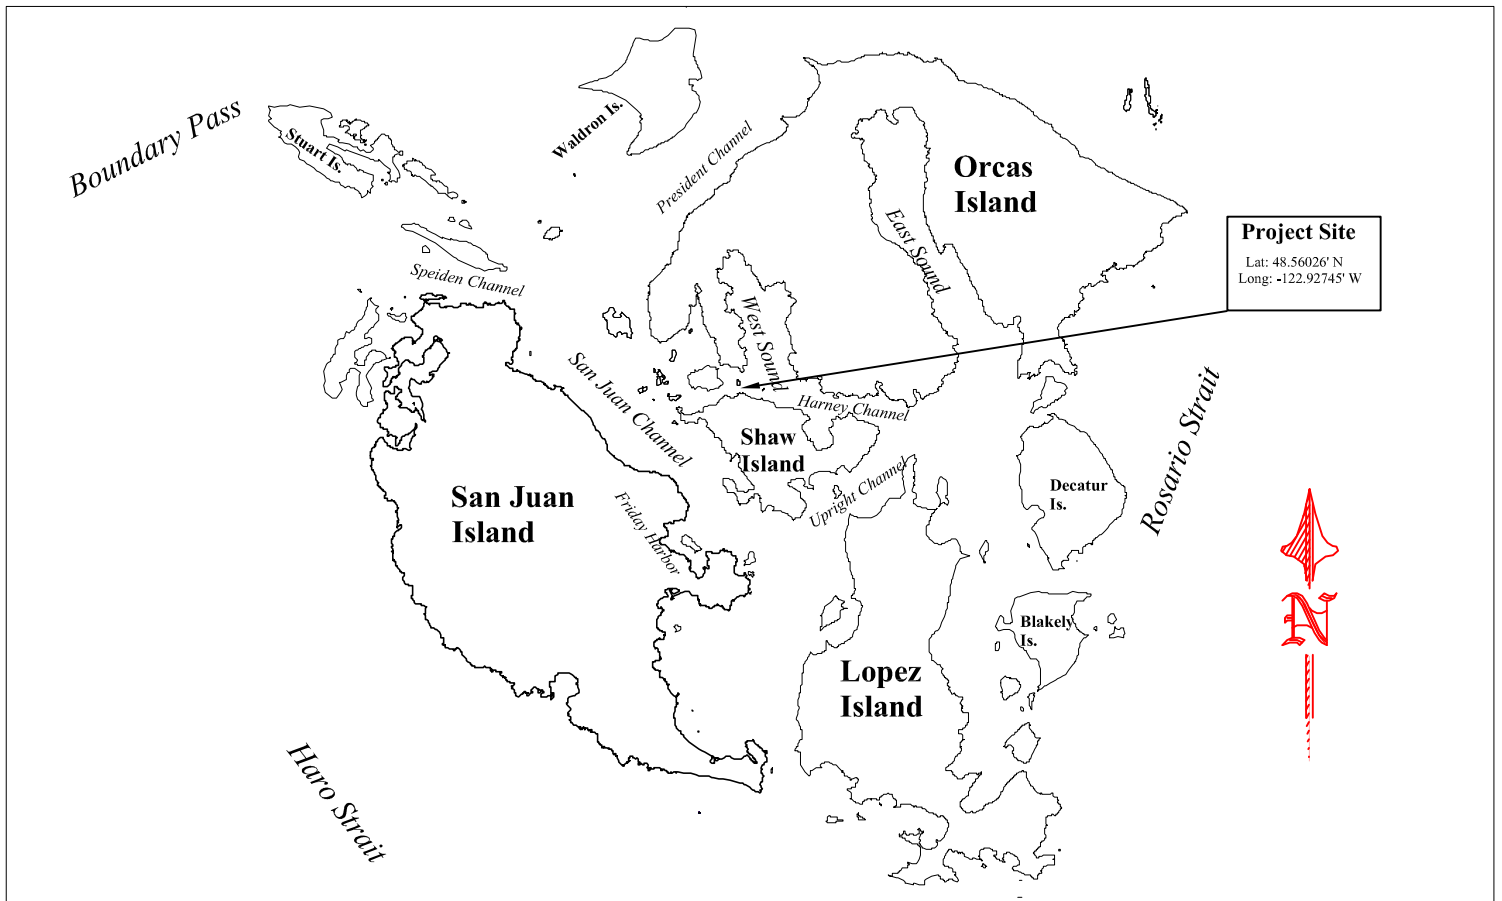 Boundary Pass
Stuart Is.
Waldron Is.
President Channel
Orcas
Island
East Sound
Project Site
Lat: 48.56026' N
Long: -122.92745' W
Speiden Channel
West Sound
San Juan Channel
Harney Channel
Shaw
Island
Rosario Strait
San Juan
Island
Friday Harbor
Upright Channel
Decatur
Is.
Blakely
Is.
N
Lopez
Island
Haro Strait